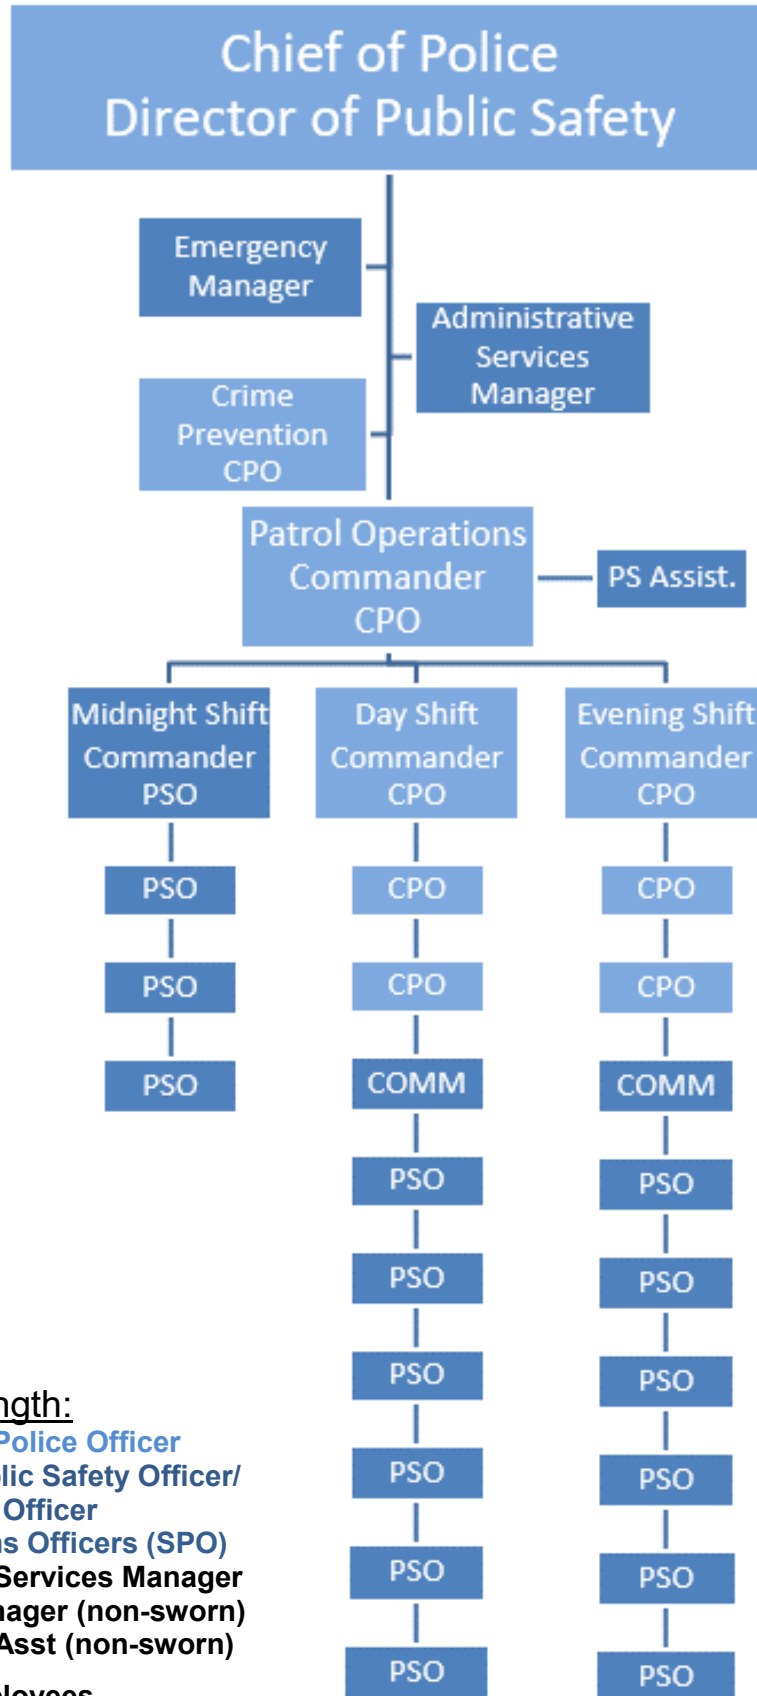 Chief of Police
Director of Public Safety
Emergency
Manager
Administrative
Services
Manager
Crime
Prevention
CPO
Patrol Operations
Commander
CPO
PS Assist.
Midnight Shift
Commander
PSO
PSO
PSO
PSO
Day Shift
Commander
CPO
CPO
CPO
COMM
PSO
PSO
PSO
PSO
PSO
PSO
Evening Shift
Commander
CPO
CPO
CPO
COMM
PSO
PSO
PSO
PSO
PSO
PSO
ngth:
Police Officer
lic Safety Officer/
Officer
ns Officers (SPO)
Services Manager
nager (non-sworn)
Asst (non-sworn)
ployees